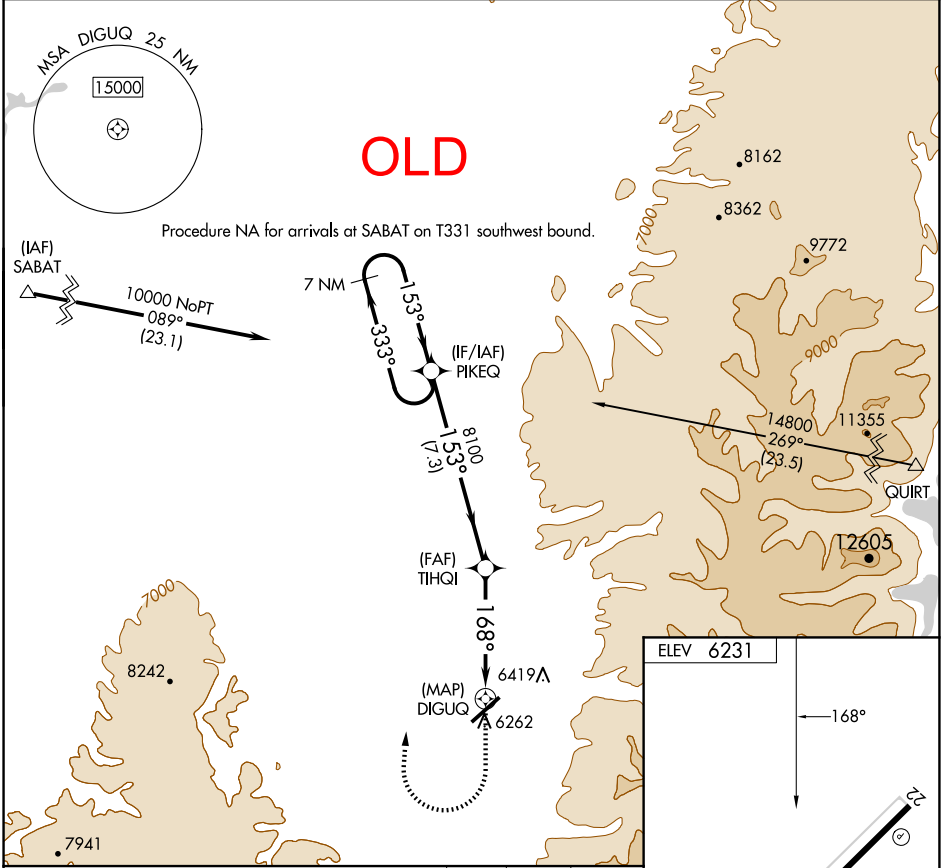 MSA DIGUQ 25 NM
15000
OLD
8162
8362
7000
Procedure NA for arrivals at SABAT on T331 southwest bound.
9772
(IAF)
SABAT
10000 NoPT
089°
(23.1)
7 NM
153°
333°
(IF/IAF)
PIKEQ
9000
14800
269°
(23.5)
11355
QUIRT
8100
153°
(7.3)
12605
(FAF)
TIHQI
7000
168°
8242
6419
(MAP)
DIGUQ
6262
ELEV 6231
168°
22
P
7941